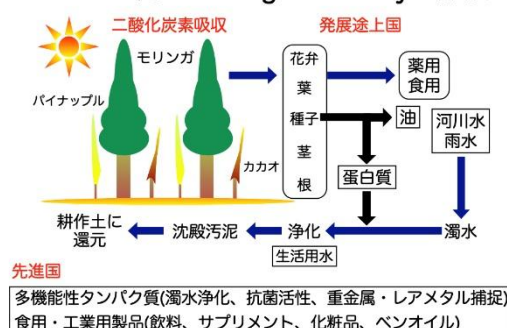 二酸化炭素吸収
発展途上国
モリンガ
パイナップル
カカオ
花弁
葉
種子
茎
根
薬用
食用
油
蛋白質
河川水
雨水
濁水
浄化
生活用水
沈殿汚泥
耕作土に
還元
先進国
多機能性タンパク質(濁水浄化、抗菌活性、重金属・レアメタル捕捉)
食用・工業用製品(飲料、サプリメント、化粧品、ベンオイル)